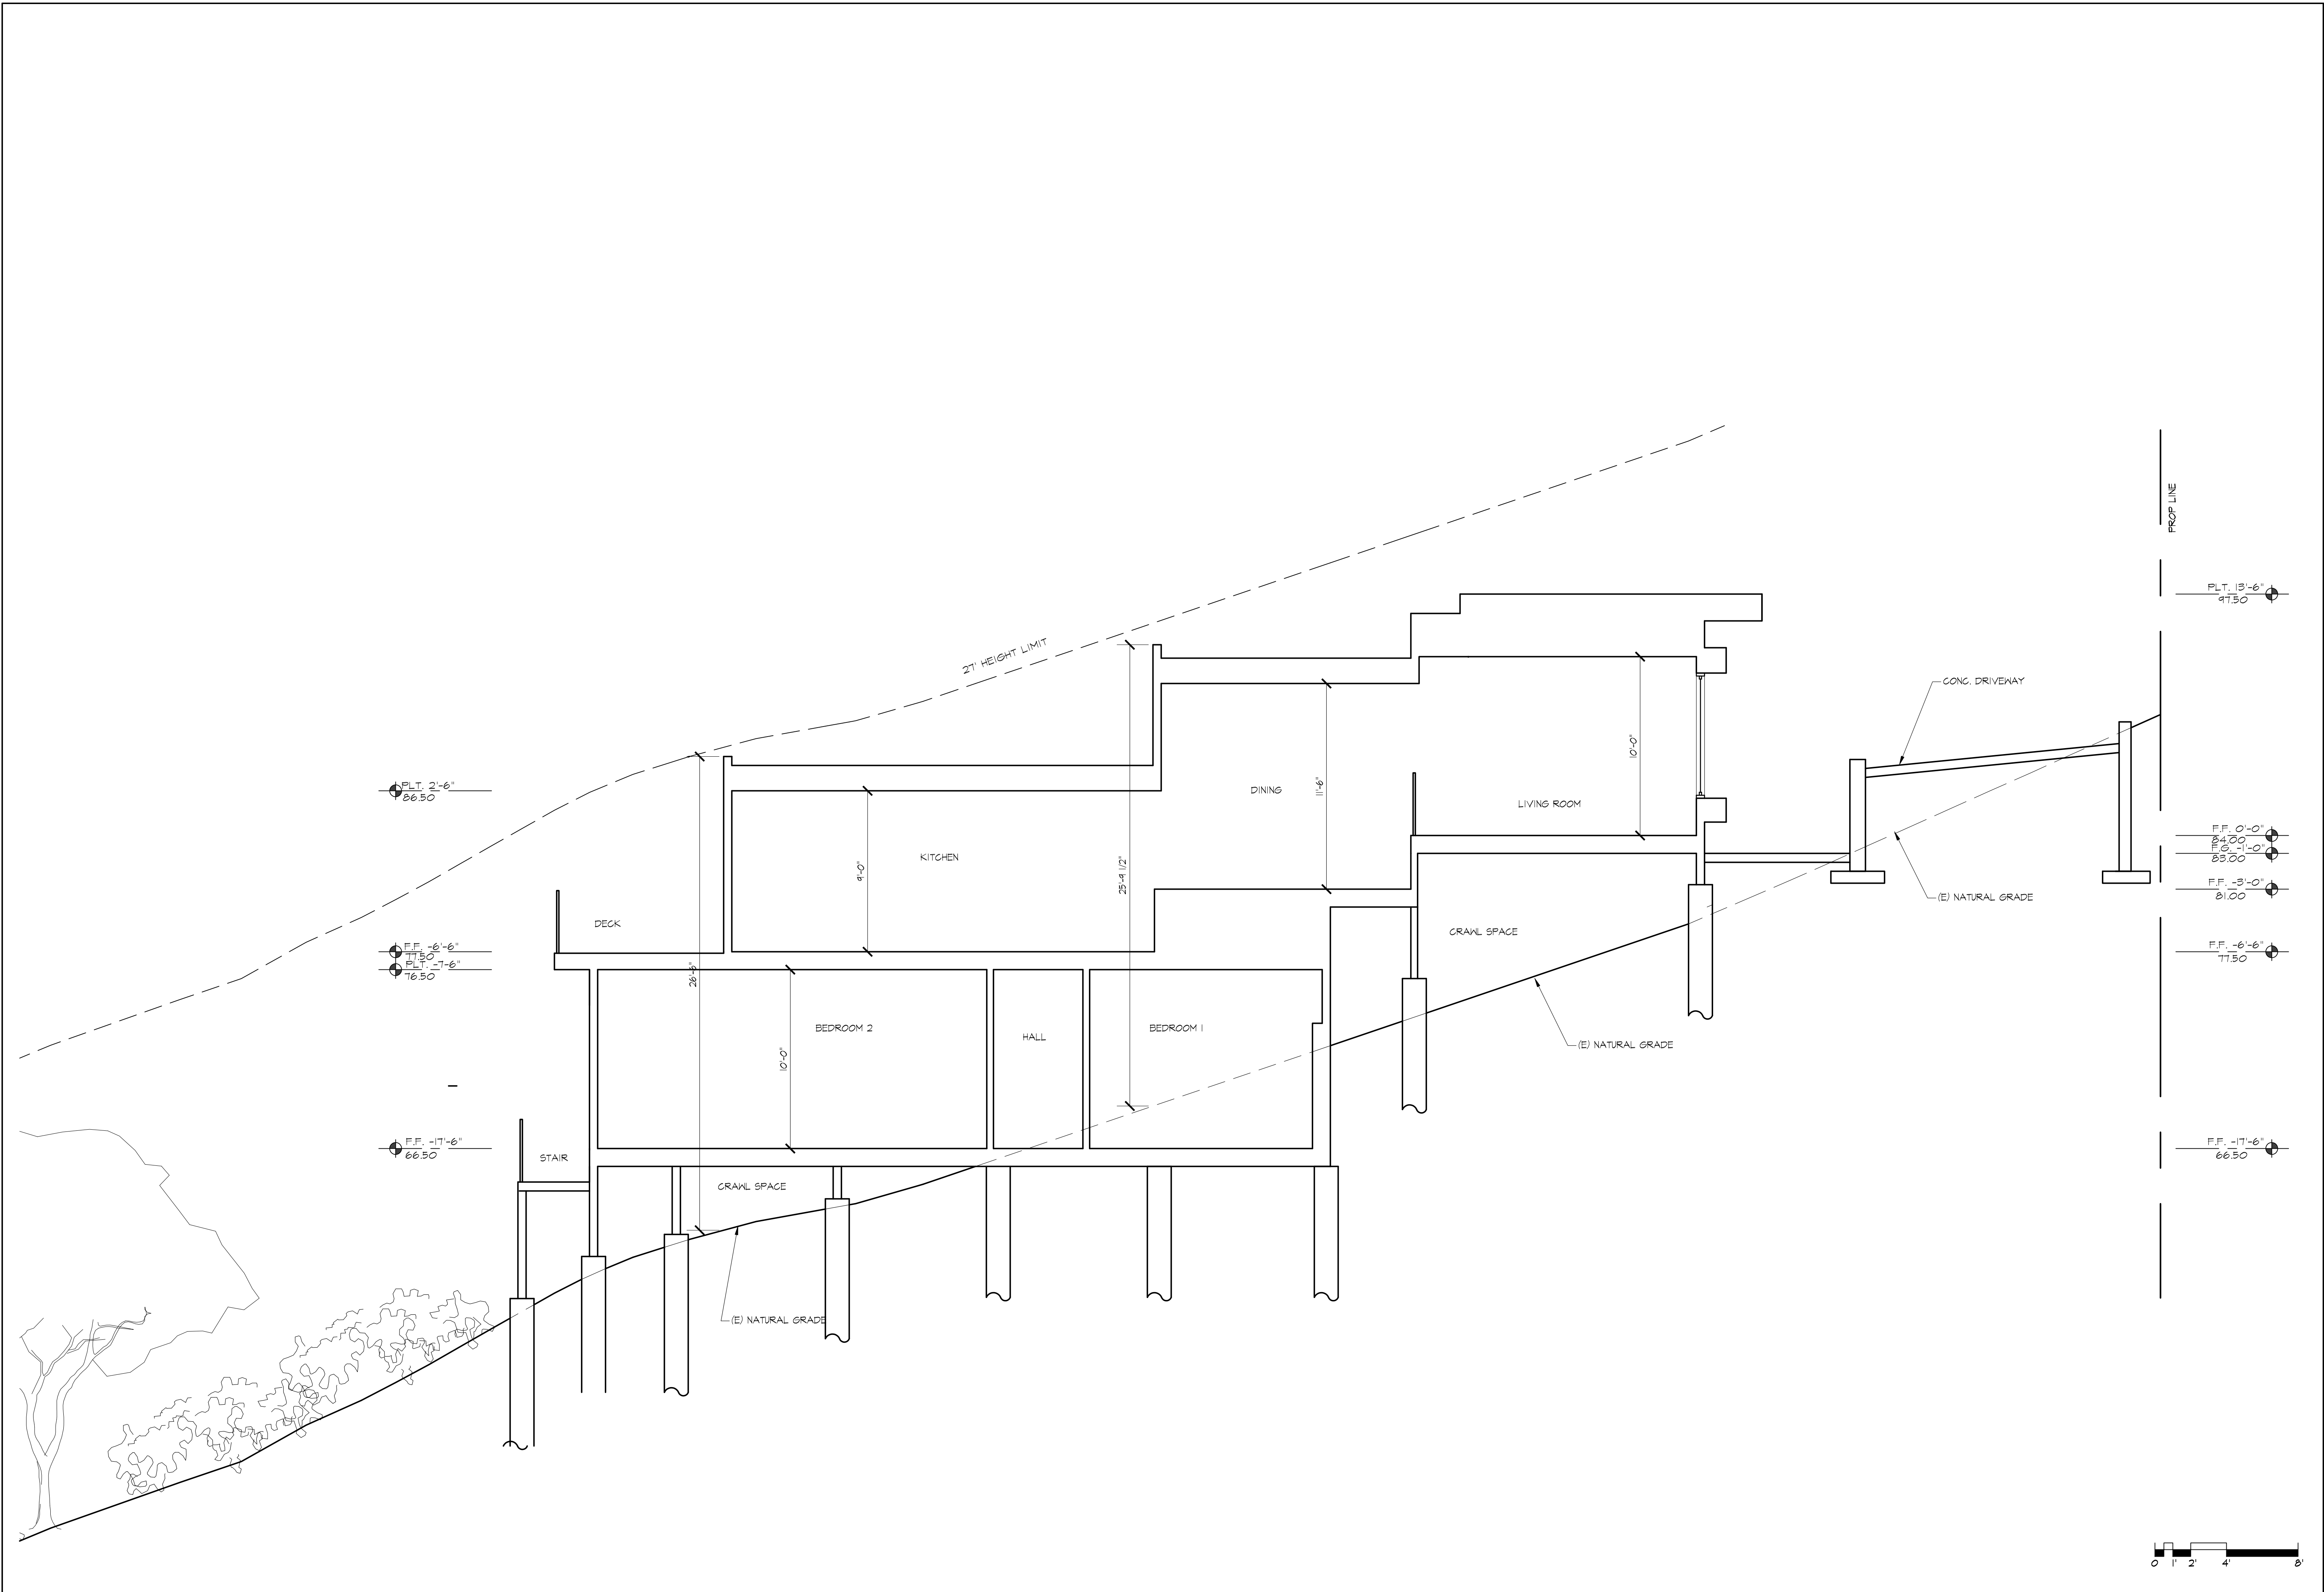 PROP LINE
PLT. 13'-6"
97.50
27' HEIGHT LIMIT
CONC. DRIVEWAY
10'-0"
PLT. 2'-6"
86.50
DINING
11'-6"
LIVING ROOM
F.F. 0'-0"
84.00
F.G. -1'-0"
83.00
KITCHEN
9'-0"
25'-9 1/2"
F.F. -3'-0"
81.00
(E) NATURAL GRADE
DECK
CRAWL SPACE
F.F. -6'-6"
77.50
PLT. -7'-6"
76.50
F.F. -6'-6"
77.50
BEDROOM 2
HALL
BEDROOM 1
10'-0"
(E) NATURAL GRADE
F.F. -17'-6"
66.50
F.F. -17'-6"
66.50
STAIR
CRAWL SPACE
(E) NATURAL GRADE
0 1' 2' 4' 8'